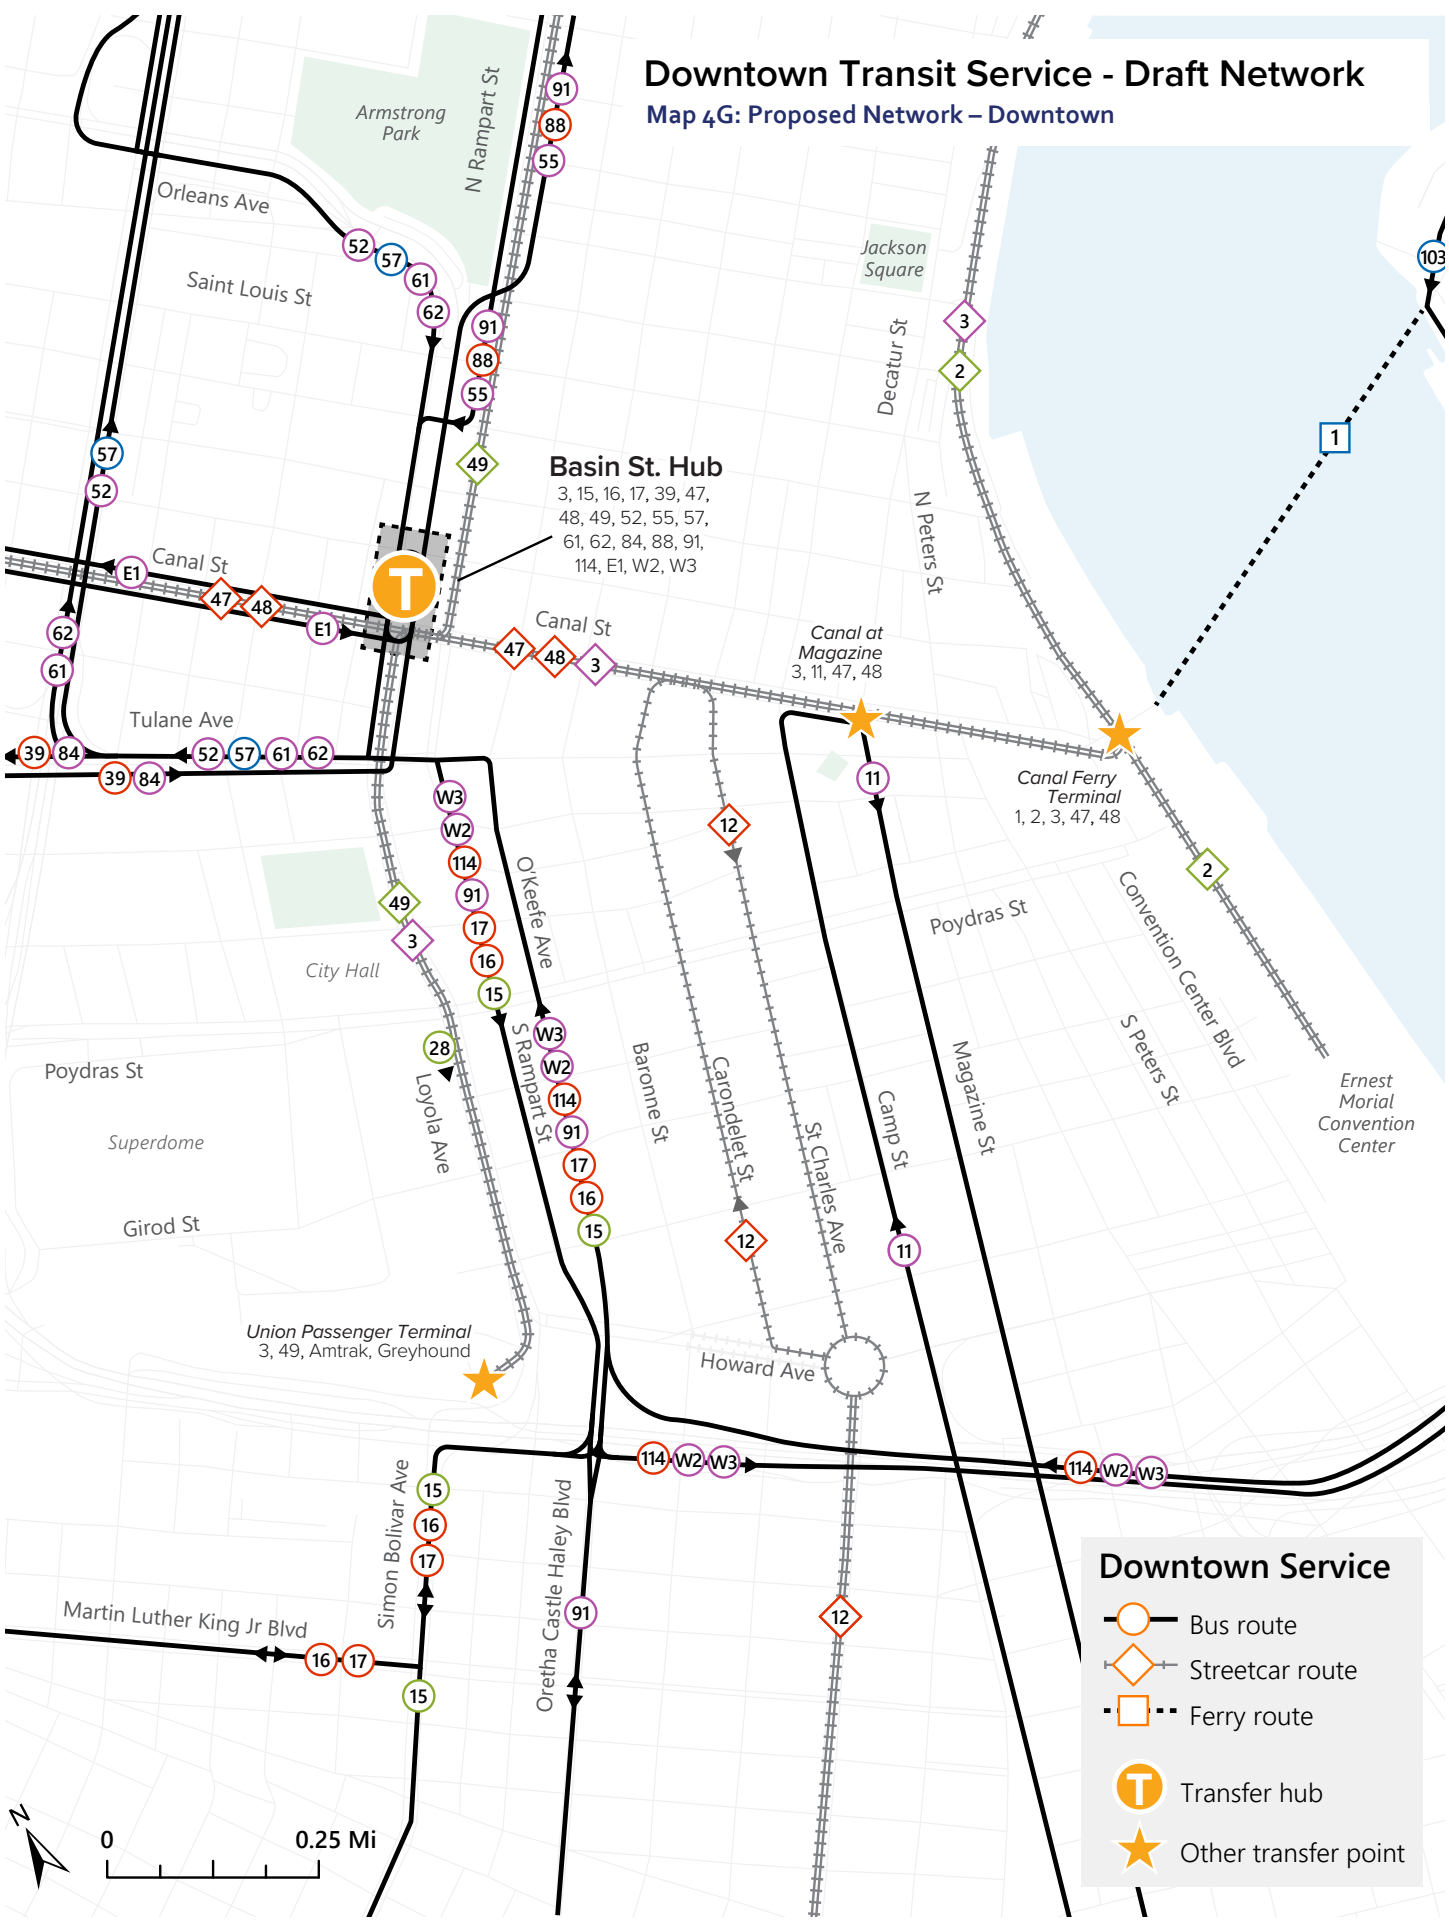 Downtown Transit Service - Draft Network
Map 4G: Proposed Network – Downtown
Armstrong
Park
N Rampart St
91
88
55
Orleans Ave
52
57
61
62
Saint Louis St
Jackson
Square
Decatur St
3
2
103
1
91
88
55
49
57
52
Basin St. Hub
3, 15, 16, 17, 39, 47,
48, 49, 52, 55, 57,
61, 62, 84, 88, 91,
114, E1, W2, W3
N Peters St
T
Canal St
E1
47
48
E1
Canal St
47
48
3
62
61
Canal at
Magazine
3, 11, 47, 48
Tulane Ave
39
84
52
57
61
62
39
84
11
Canal Ferry
Terminal
1, 2, 3, 47, 48
W3
W2
114
91
17
16
15
12
O'Keefe Ave
2
49
3
City Hall
Poydras St
Convention Center Blvd
28
S Rampart St
W3
W2
114
91
17
16
15
Poydras St
Loyola Ave
Baronne St
Carondelet St
St Charles Ave
Camp St
Magazine St
S Peters St
Ernest
Morial
Convention
Center
Superdome
Girod St
12
11
Union Passenger Terminal
3, 49, Amtrak, Greyhound
Howard Ave
114
W2
W3
114
W2
W3
Simon Bolivar Ave
15
16
17
Oretha Castle Haley Blvd
91
12
Martin Luther King Jr Blvd
16
17
15
Downtown Service
Bus route
Streetcar route
Ferry route
T
Transfer hub
Other transfer point
N
0
0.25 Mi